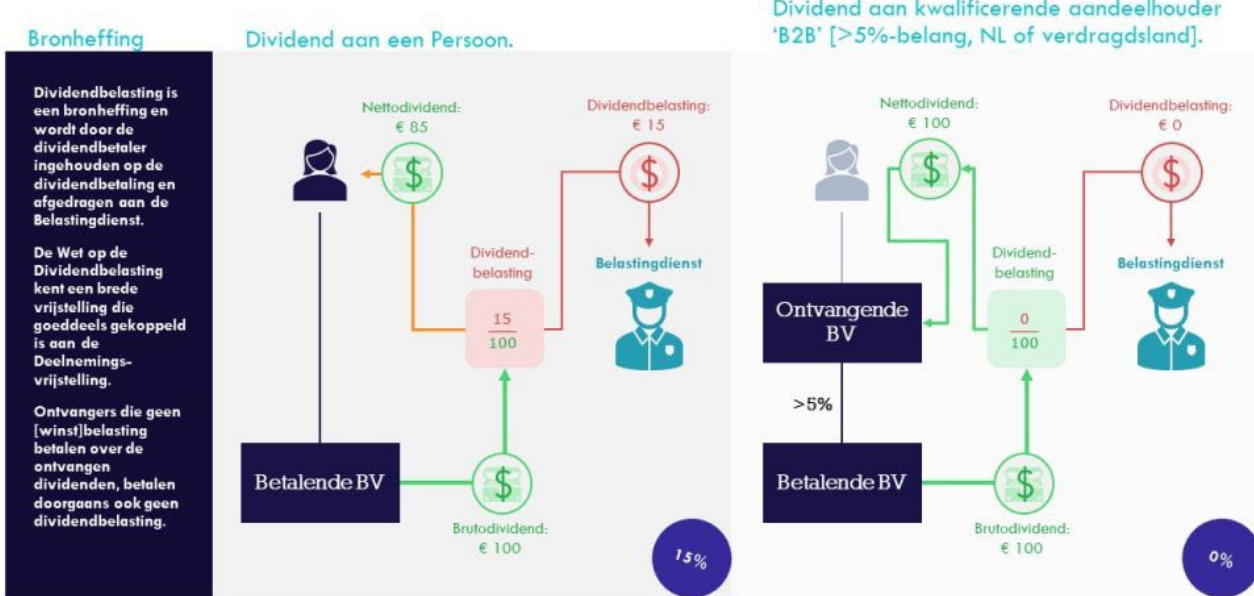 Bronheffing
Dividendbelasting is
een bronheffing en
wordt door de
dividendbetaler
ingehouden op de
dividendbetaling en
afgedragen aan de
Belastingdienst.
De Wet op de
Dividendbelasting
kent een brede
vrijstelling die
goeddeels gekoppeld
is aan de
Deelnemings-
vrijstelling.
Ontvangers die geen
[winst]belasting
betalen over de
ontvangen
dividenden, betalen
doorgaans ook geen
dividendbelasting.
Dividend aan een Persoon.
Nettodividend:
€ 85
Dividendbelasting:
€ 15
$
$
Dividend-
belasting
15
100
Belastingdienst
Betalende BV
$
Brutodividend:
€ 100
15%
Dividend aan kwalificerende aandeelhouder
‘B2B’ [>5%-belang, NL of verdragdsland].
Nettodividend:
€ 100
Dividendbelasting:
€ 0
$
$
Dividend-
belasting
0
100
Belastingdienst
Ontvangende
BV
>5%
Betalende BV
$
Brutodividend:
€ 100
0%